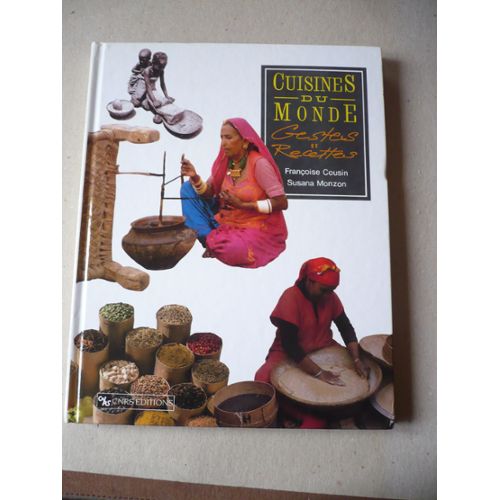 CUISINES
DU
MONDE
Gestes
ET
Recettes
Françoise Cousin
Susana Monzon
CNRS EDITIONS